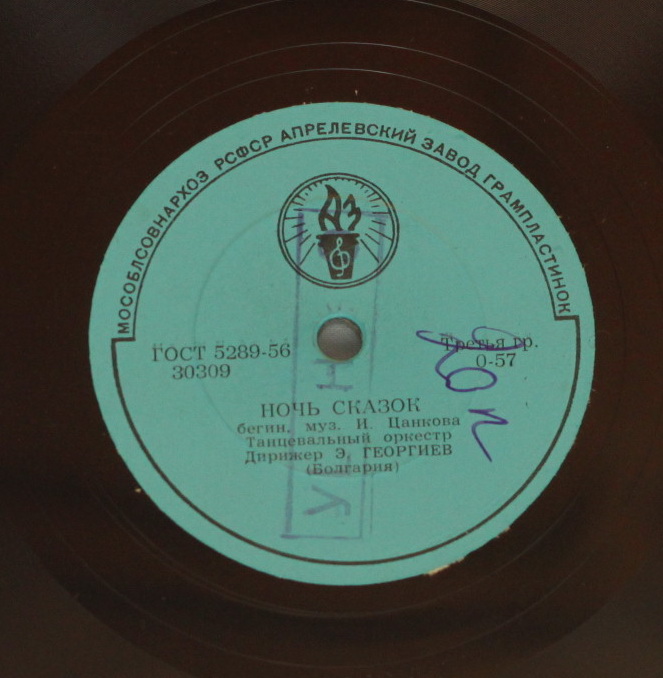 МОСОБЛСОВНАРХОЗ РСФСР АПРЕЛЕВСКИЙ ЗАВОД ГРАМПЛАСТИНОК
АЗ
ГОСТ 5289-56
30309
Третья гр.
0-57
НОЧЬ СКАЗОК
бегин, муз. И. Цанкова
Танцевальный оркестр
Дирижер Э. ГЕОРГИЕВ
(Болгария)